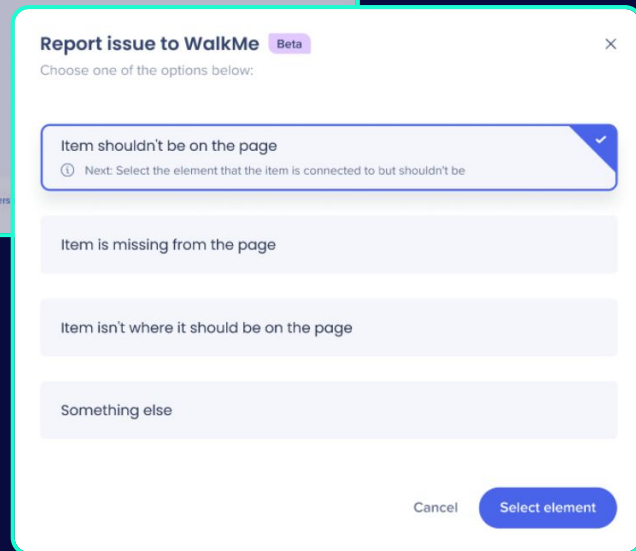 Report issue to WalkMe Beta
Choose one of the options below:
Item shouldn't be on the page
Next: Select the element that the item is connected to but shouldn't be
Item is missing from the page
Item isn't where it should be on the page
Something else
Cancel Select element